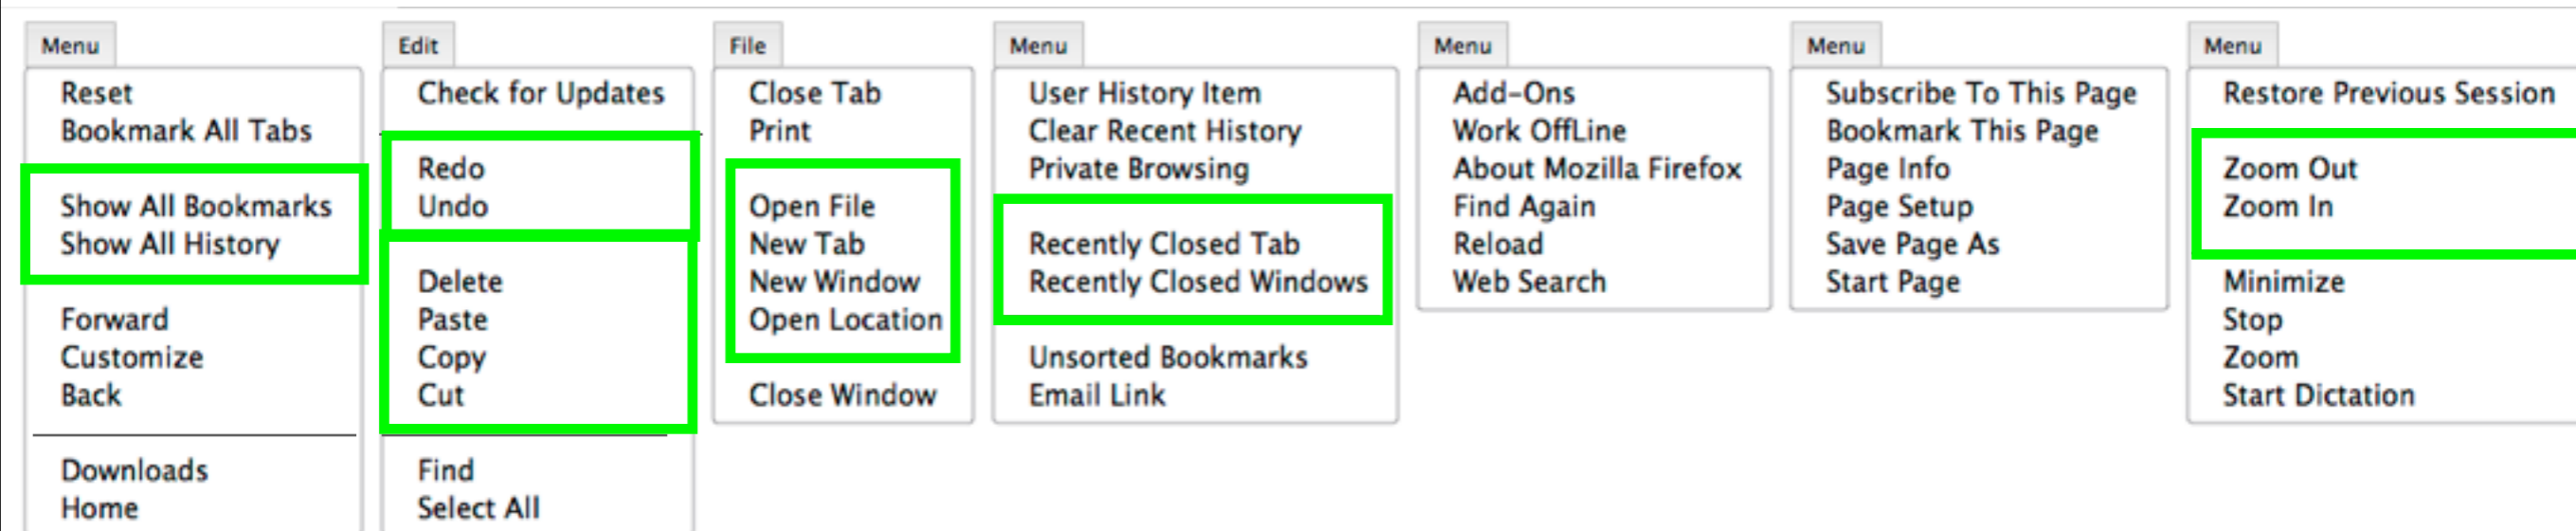 Menu
Reset
Bookmark All Tabs
Show All Bookmarks
Show All History
Forward
Customize
Back
Downloads
Home
Edit
Check for Updates
Redo
Undo
Delete
Paste
Copy
Cut
Find
Select All
File
Close Tab
Print
Open File
New Tab
New Window
Open Location
Close Window
Menu
User History Item
Clear Recent History
Private Browsing
Recently Closed Tab
Recently Closed Windows
Unsorted Bookmarks
Email Link
Menu
Add-Ons
Work OffLine
About Mozilla Firefox
Find Again
Reload
Web Search
Menu
Subscribe To This Page
Bookmark This Page
Page Info
Page Setup
Save Page As
Start Page
Menu
Restore Previous Session
Zoom Out
Zoom In
Minimize
Stop
Zoom
Start Dictation